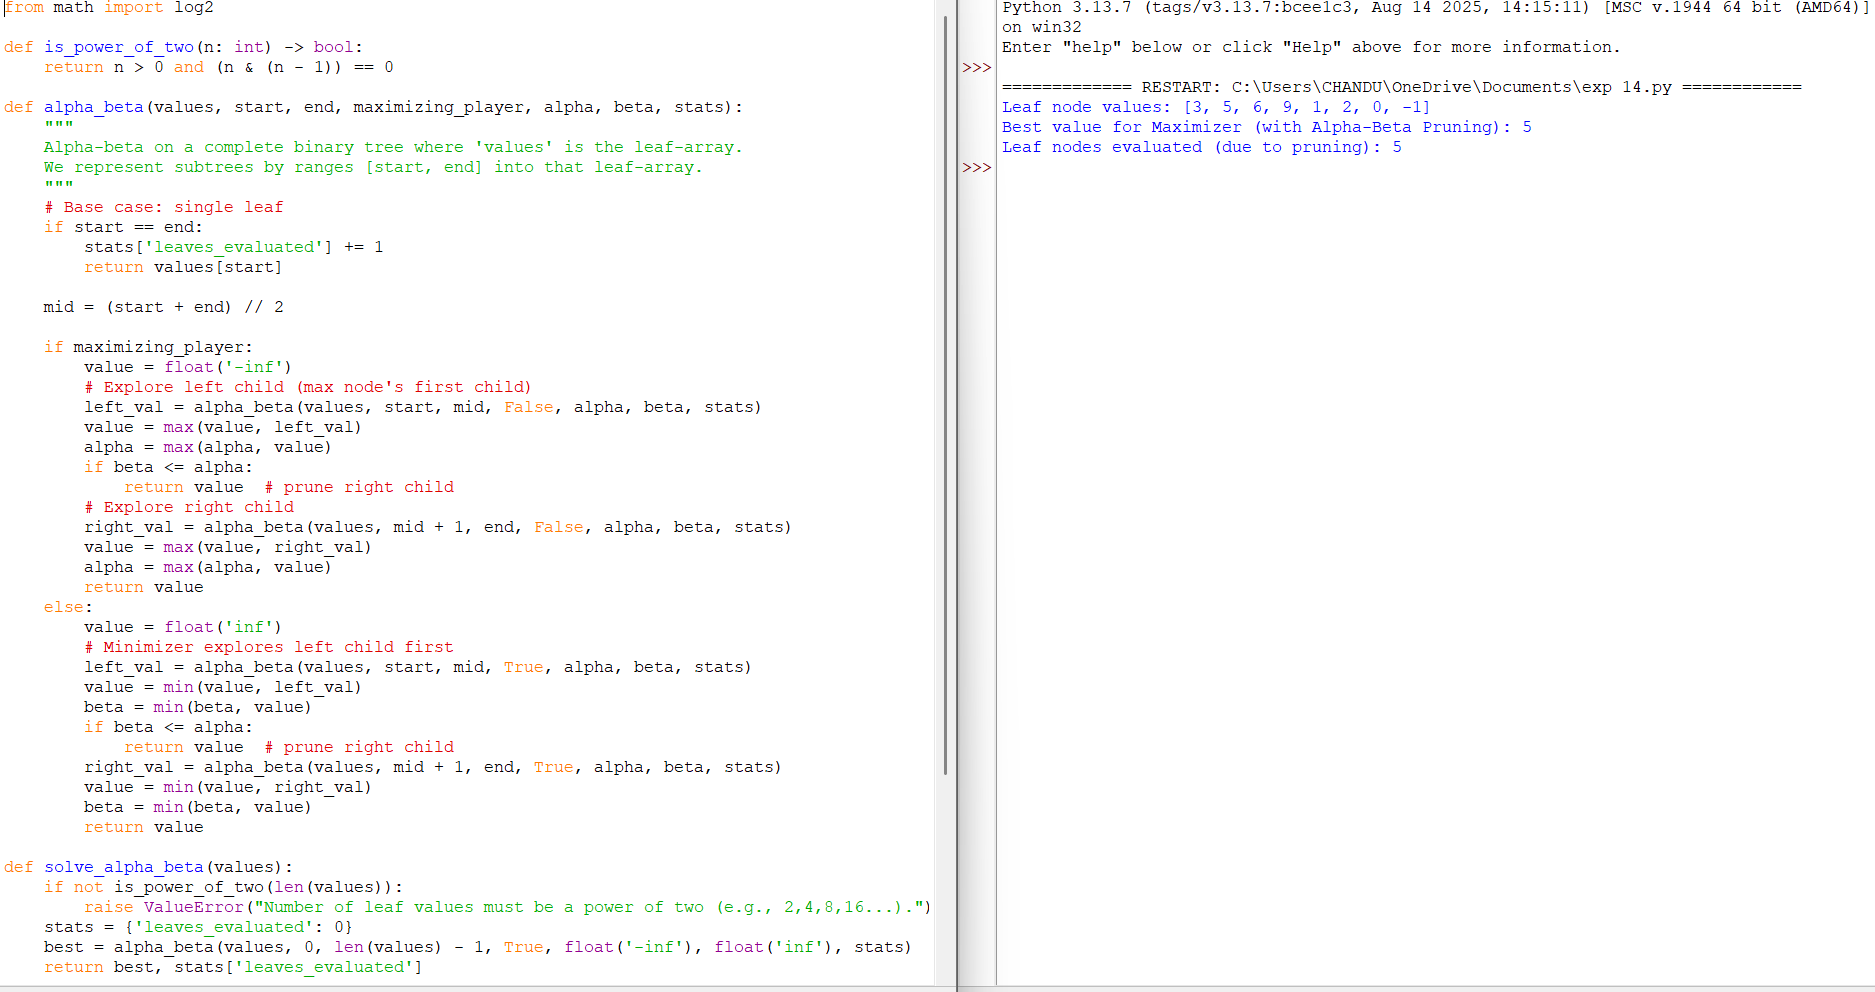 from math import log2
def is_power_of_two(n: int) -> bool:
    return n > 0 and (n & (n - 1)) == 0
def alpha_beta(values, start, end, maximizing_player, alpha, beta, stats):
    """
    Alpha-beta on a complete binary tree where 'values' is the leaf-array.
    We represent subtrees by ranges [start, end] into that leaf-array.
    """
    # Base case: single leaf
    if start == end:
        stats['leaves_evaluated'] += 1
        return values[start]
    mid = (start + end) // 2
    if maximizing_player:
        value = float('-inf')
        # Explore left child (max node's first child)
        left_val = alpha_beta(values, start, mid, False, alpha, beta, stats)
        value = max(value, left_val)
        alpha = max(alpha, value)
        if beta <= alpha:
            return value  # prune right child
        # Explore right child
        right_val = alpha_beta(values, mid + 1, end, False, alpha, beta, stats)
        value = max(value, right_val)
        alpha = max(alpha, value)
        return value
    else:
        value = float('inf')
        # Minimizer explores left child first
        left_val = alpha_beta(values, start, mid, True, alpha, beta, stats)
        value = min(value, left_val)
        beta = min(beta, value)
        if beta <= alpha:
            return value  # prune right child
        right_val = alpha_beta(values, mid + 1, end, True, alpha, beta, stats)
        value = min(value, right_val)
        beta = min(beta, value)
        return value
def solve_alpha_beta(values):
    if not is_power_of_two(len(values)):
        raise ValueError("Number of leaf values must be a power of two (e.g., 2,4,8,16...).")
    stats = {'leaves_evaluated': 0}
    best = alpha_beta(values, 0, len(values) - 1, True, float('-inf'), float('inf'), stats)
    return best, stats['leaves_evaluated']
Python 3.13.7 (tags/v3.13.7:bcee1c3, Aug 14 2025, 14:15:11) [MSC v.1944 64 bit (AMD64)]
on win32
Enter "help" below or click "Help" above for more information.
>>>
============= RESTART: C:\Users\CHANDU\OneDrive\Documents\exp 14.py ============
Leaf node values: [3, 5, 6, 9, 1, 2, 0, -1]
Best value for Maximizer (with Alpha-Beta Pruning): 5
Leaf nodes evaluated (due to pruning): 5
>>>